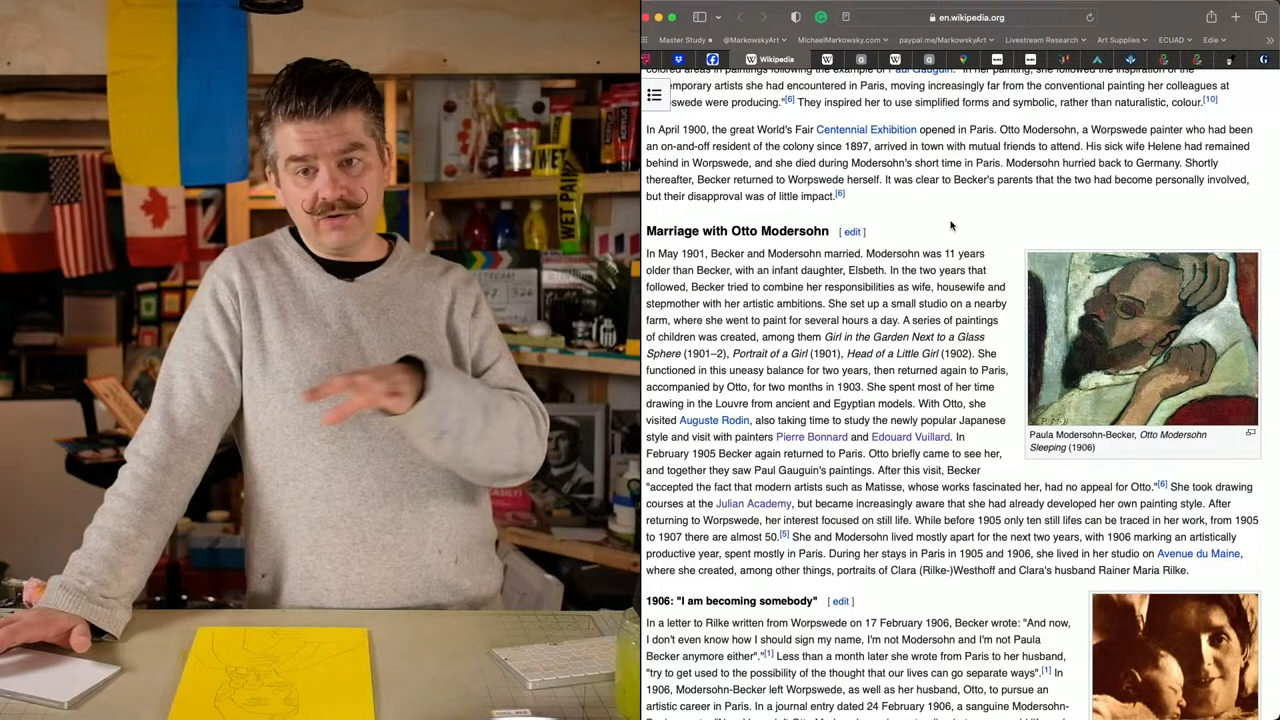 WET PAINT
WET
ACRYLIC
en.wikipedia.org
Master Study
@MarkowskyArt
MichaelMarkowsky.com
paypal.me/MarkowskyArt
Livestream Research
Art Supplies
ECUAD
Edie
Wikipedia
colored areas in paintings following the example of Paul Gauguin." In her painting, she followed the inspiration of the
temporary artists she had encountered in Paris, moving increasingly far from the conventional painting her colleagues at
swede were producing."[6] They inspired her to use simplified forms and symbolic, rather than naturalistic, colour.[10]
In April 1900, the great World's Fair Centennial Exhibition opened in Paris. Otto Modersohn, a Worpswede painter who had been
an on-and-off resident of the colony since 1897, arrived in town with mutual friends to attend. His sick wife Helene had remained
behind in Worpswede, and she died during Modersohn's short time in Paris. Modersohn hurried back to Germany. Shortly
thereafter, Becker returned to Worpswede herself. It was clear to Becker's parents that the two had become personally involved,
but their disapproval was of little impact.[6]
Marriage with Otto Modersohn [ edit ]
In May 1901, Becker and Modersohn married. Modersohn was 11 years
older than Becker, with an infant daughter, Elsbeth. In the two years that
followed, Becker tried to combine her responsibilities as wife, housewife and
stepmother with her artistic ambitions. She set up a small studio on a nearby
farm, where she went to paint for several hours a day. A series of paintings
of children was created, among them Girl in the Garden Next to a Glass
Sphere (1901–2), Portrait of a Girl (1901), Head of a Little Girl (1902). She
functioned in this uneasy balance for two years, then returned again to Paris,
accompanied by Otto, for two months in 1903. She spent most of her time
drawing in the Louvre from ancient and Egyptian models. With Otto, she
visited Auguste Rodin, also taking time to study the newly popular Japanese
style and visit with painters Pierre Bonnard and Edouard Vuillard. In
February 1905 Becker again returned to Paris. Otto briefly came to see her,
and together they saw Paul Gauguin's paintings. After this visit, Becker
"accepted the fact that modern artists such as Matisse, whose works fascinated her, had no appeal for Otto."[6] She took drawing
courses at the Julian Academy, but became increasingly aware that she had already developed her own painting style. After
returning to Worpswede, her interest focused on still life. While before 1905 only ten still lifes can be traced in her work, from 1905
to 1907 there are almost 50.[5] She and Modersohn lived mostly apart for the next two years, with 1906 marking an artistically
productive year, spent mostly in Paris. During her stays in Paris in 1905 and 1906, she lived in her studio on Avenue du Maine,
where she created, among other things, portraits of Clara (Rilke-)Westhoff and Clara's husband Rainer Maria Rilke.
Paula Modersohn-Becker, Otto Modersohn
Sleeping (1906)
1906: "I am becoming somebody" [ edit ]
In a letter to Rilke written from Worpswede on 17 February 1906, Becker wrote: "And now,
I don't even know how I should sign my name, I'm not Modersohn and I'm not Paula
Becker anymore either"."[1] Less than a month later she wrote from Paris to her husband,
"try to get used to the possibility of the thought that our lives can go separate ways".[1] In
1906, Modersohn-Becker left Worpswede, as well as her husband, Otto, to pursue an
artistic career in Paris. In a journal entry dated 24 February 1906, a sanguine Modersohn-